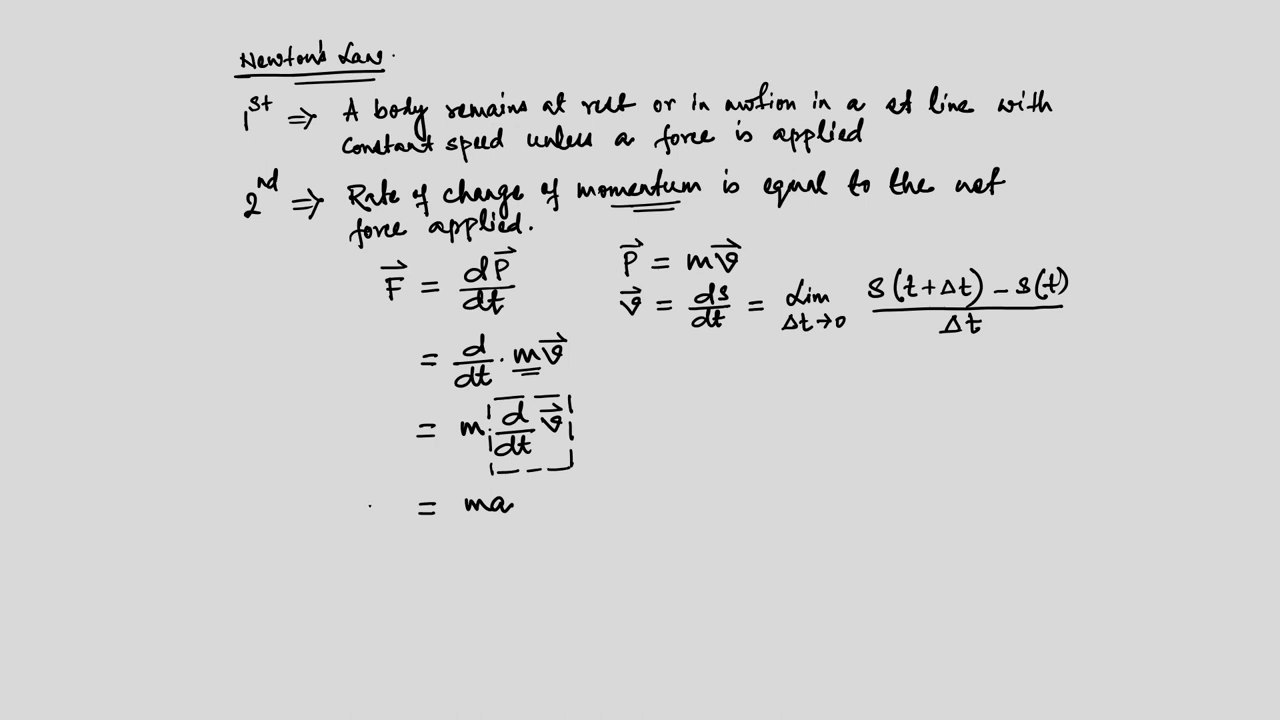 Newton's Law.
1st ⇒ A body remains at rest or in motion in a st line with
constant speed unless a force is applied
2nd ⇒ Rate of change of momentum is equal to the net
force applied.
F⃗ = dP⃗/dt
P⃗ = mv⃗
v⃗ = ds/dt = Lim Δt→0 (s(t+Δt) - s(t))/Δt
= d/dt · mv⃗
= m d/dt v⃗
= ma